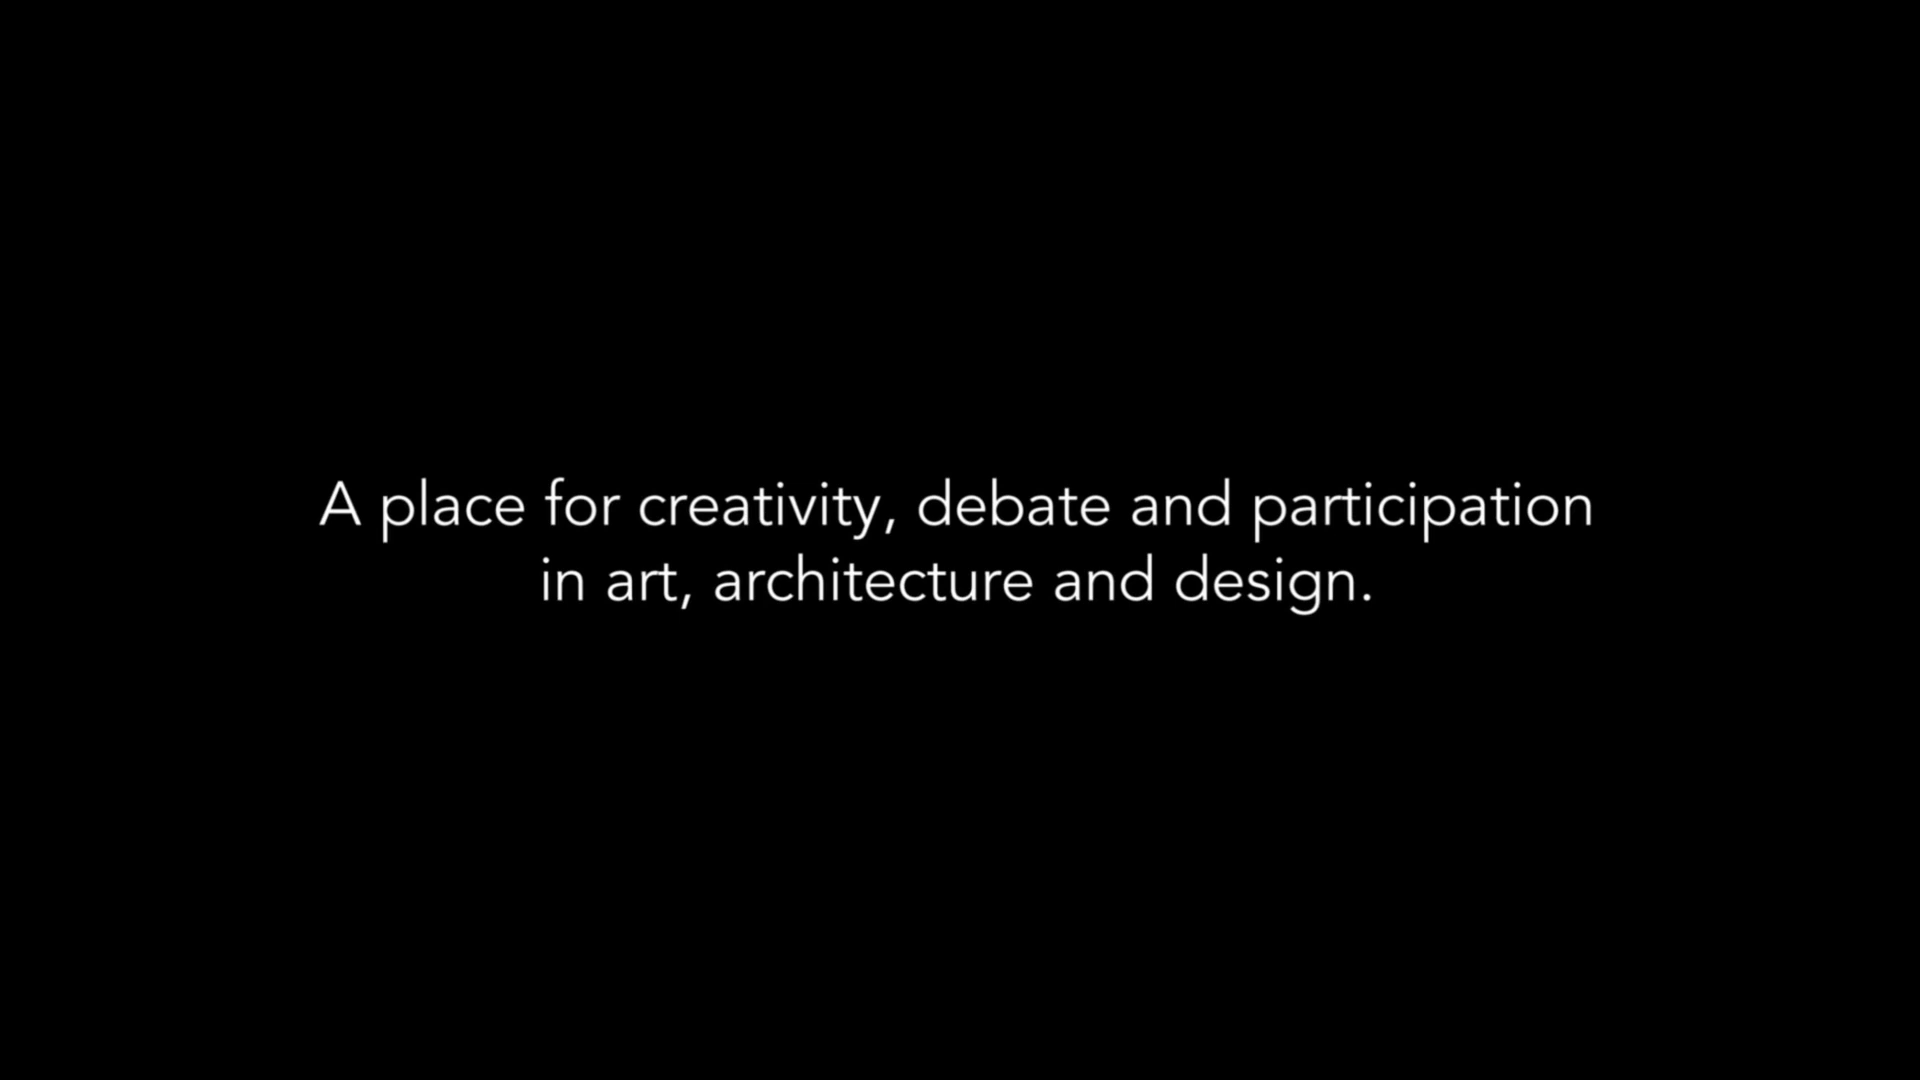 A place for creativity, debate and participation
in art, architecture and design.